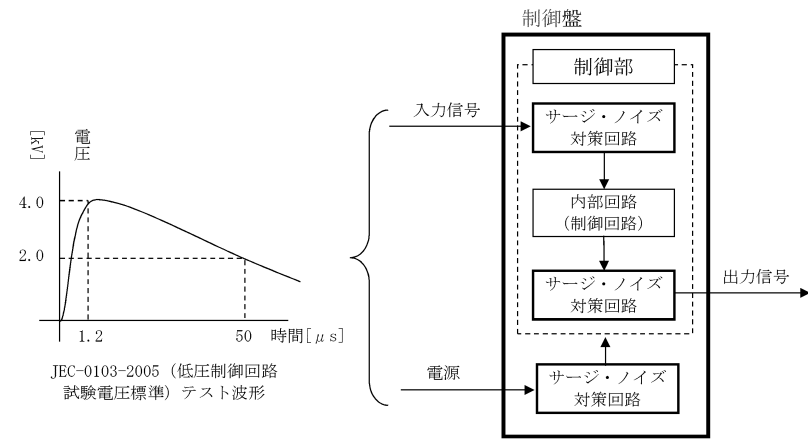 制御盤
制御部
入力信号
サージ・ノイズ
対策回路
内部回路
(制御回路)
サージ・ノイズ
対策回路
出力信号
電源
サージ・ノイズ
対策回路
電圧
[kV]
4.0
2.0
1.2
50
時間[μs]
JEC-0103-2005（低圧制御回路
試験電圧標準）テスト波形